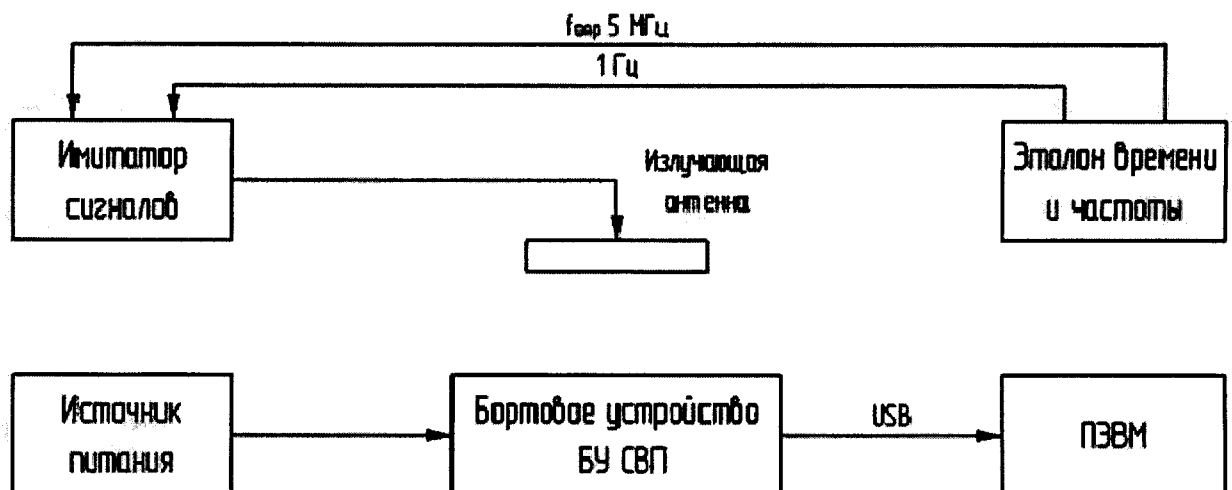 fопр 5 МГц
1 Гц
Имитатор
сигналов
Излучающая
антенна
Эталон времени
и частоты
Источник
питания
Бортовое устройство
БУ СВП
USB
ПЭВМ